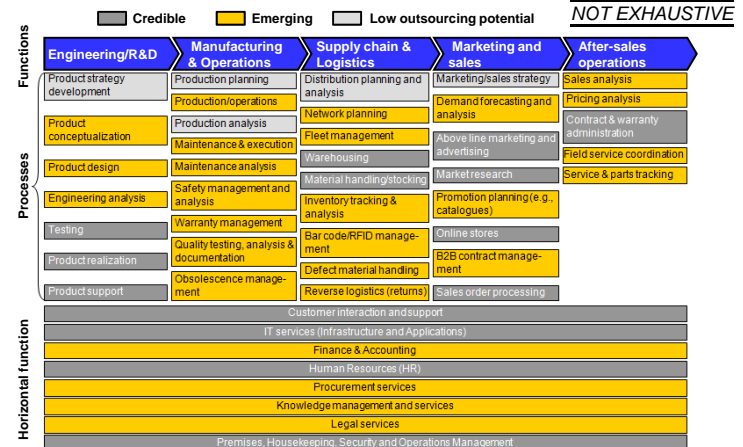 Credible
Emerging
Low outsourcing potential
NOT EXHAUSTIVE
Functions
Engineering/R&D
Manufacturing
& Operations
Supply chain &
Logistics
Marketing and
sales
After-sales
operations
Processes
Product strategy
development
Product
conceptualization
Product design
Engineering analysis
Testing
Product realization
Product support
Production planning
Production/operations
Production analysis
Maintenance & execution
Maintenance analysis
Safety management and
analysis
Warranty management
Quality testing, analysis &
documentation
Obsolescence manage-
ment
Distribution planning and
analysis
Network planning
Fleet management
Warehousing
Material handling/stocking
Inventory tracking &
analysis
Bar code/RFID manage-
ment
Defect material handling
Reverse logistics (returns)
Marketing/sales strategy
Demand forecasting and
analysis
Above line marketing and
advertising
Market research
Promotion planning (e.g.,
catalogues)
Online stores
B2B contract manage-
ment
Sales order processing
Sales analysis
Pricing analysis
Contract & warranty
administration
Field service coordination
Service & parts tracking
Horizontal function
Customer interaction and support
IT services (Infrastructure and Applications)
Finance & Accounting
Human Resources (HR)
Procurement services
Knowledge management and services
Legal services
Premises, Housekeeping, Security and Operations Management